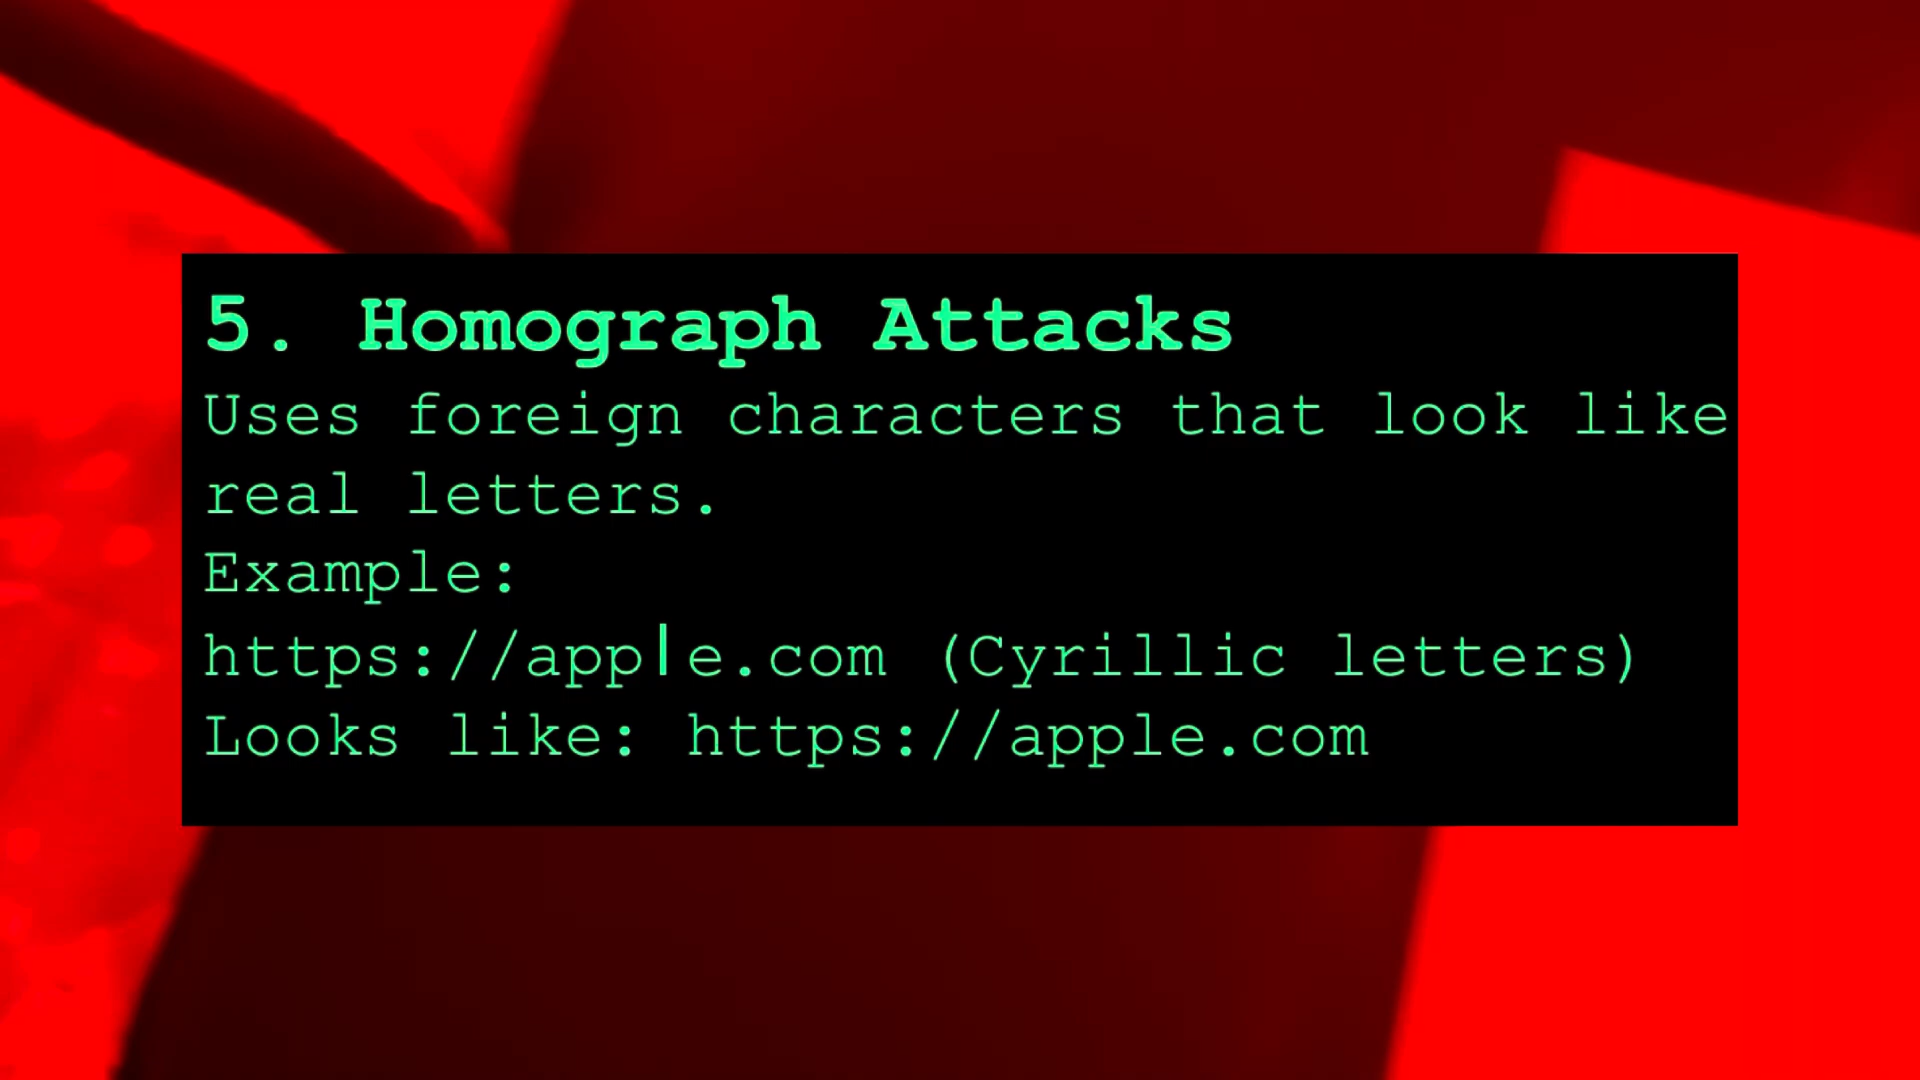 5. Homograph Attacks
Uses foreign characters that look like
real letters.
Example:
https://appӏe.com (Cyrillic letters)
Looks like: https://apple.com